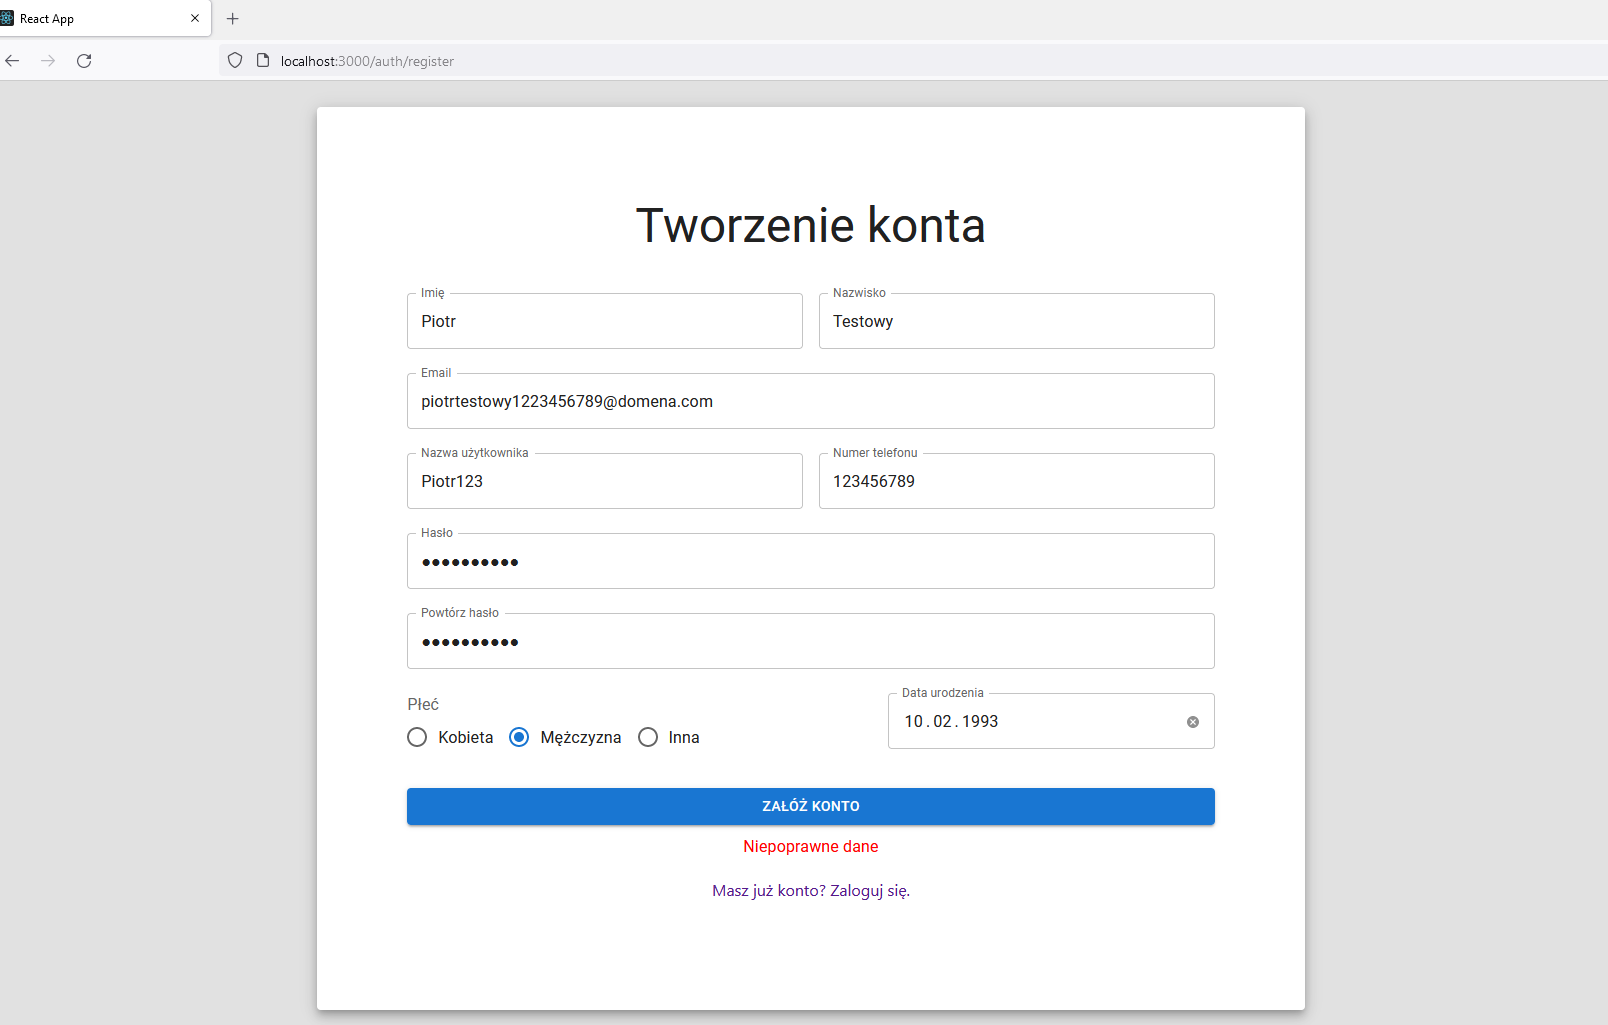 React App
localhost:3000/auth/register
Tworzenie konta
Imię Nazwisko
Piotr Testowy
Email
piotrtestowy1223456789@domena.com
Nazwa użytkownika Numer telefonu
Piotr123 123456789
Hasło
••••••••••
Powtórz hasło
••••••••••
Płeć Data urodzenia
Kobieta Mężczyzna Inna 10.02.1993
ZAŁÓŻ KONTO
Niepoprawne dane
Masz już konto? Zaloguj się.